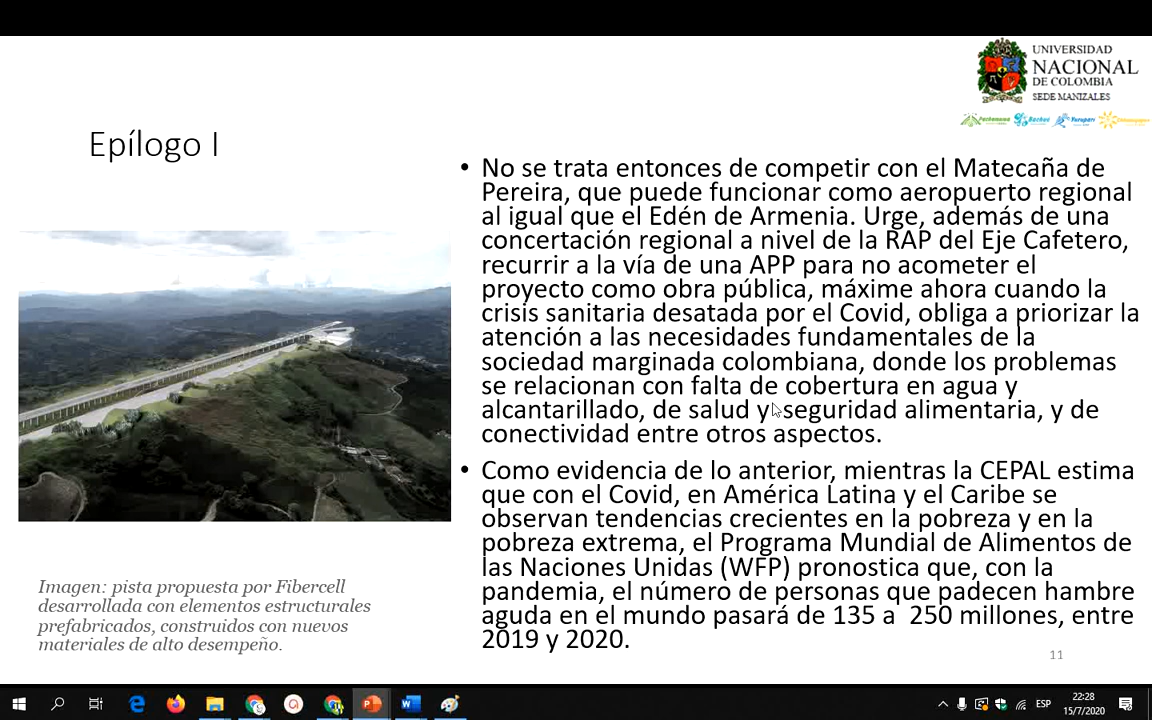 UNIVERSIDAD
NACIONAL
DE COLOMBIA
SEDE MANIZALES
Epílogo I
• No se trata entonces de competir con el Matecaña de
Pereira, que puede funcionar como aeropuerto regional
al igual que el Edén de Armenia. Urge, además de una
concertación regional a nivel de la RAP del Eje Cafetero,
recurrir a la vía de una APP para no acometer el
proyecto como obra pública, máxime ahora cuando la
crisis sanitaria desatada por el Covid, obliga a priorizar la
atención a las necesidades fundamentales de la
sociedad marginada colombiana, donde los problemas
se relacionan con falta de cobertura en agua y
alcantarillado, de salud y seguridad alimentaria, y de
conectividad entre otros aspectos.
• Como evidencia de lo anterior, mientras la CEPAL estima
que con el Covid, en América Latina y el Caribe se
observan tendencias crecientes en la pobreza y en la
pobreza extrema, el Programa Mundial de Alimentos de
las Naciones Unidas (WFP) pronostica que, con la
pandemia, el número de personas que padecen hambre
aguda en el mundo pasará de 135 a 250 millones, entre
2019 y 2020.
Imagen: pista propuesta por Fibercell
desarrollada con elementos estructurales
prefabricados, construidos con nuevos
materiales de alto desempeño.
11
ESP
22:28
15/7/2020